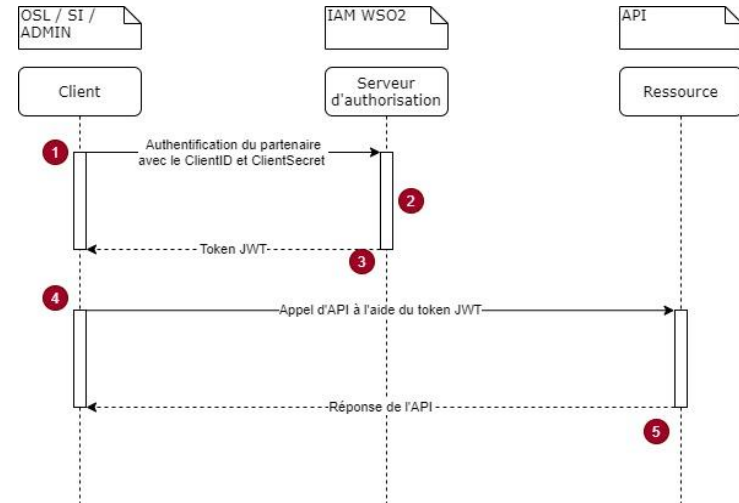 OSL / SI /
ADMIN
IAM WSO2
API
Client
Serveur
d'authorisation
Ressource
1
Authentification du partenaire
avec le ClientID et ClientSecret
2
Token JWT
3
4
Appel d'API à l'aide du token JWT
Réponse de l'API
5